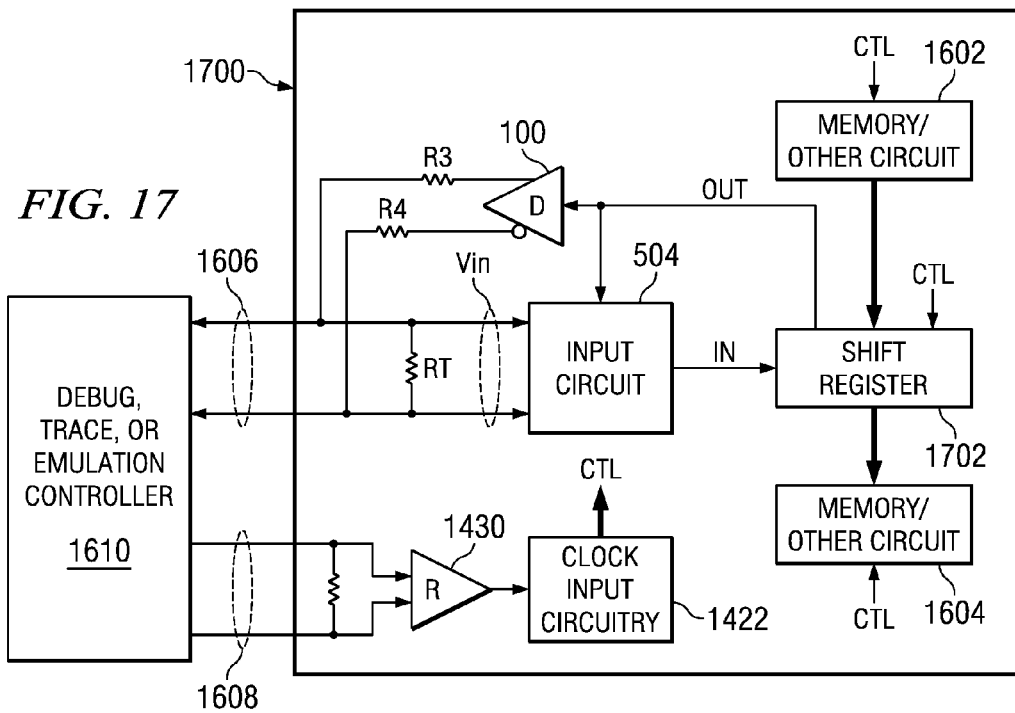 FIG. 17
1700
100
R3
D
R4
OUT
CTL
1602
MEMORY/
OTHER CIRCUIT
1606
Vin
504
RT
INPUT
CIRCUIT
IN
CTL
SHIFT
REGISTER
1702
DEBUG,
TRACE, OR
EMULATION
CONTROLLER
1610
1608
1430
R
CTL
CLOCK
INPUT
CIRCUITRY
1422
MEMORY/
OTHER CIRCUIT
CTL
1604